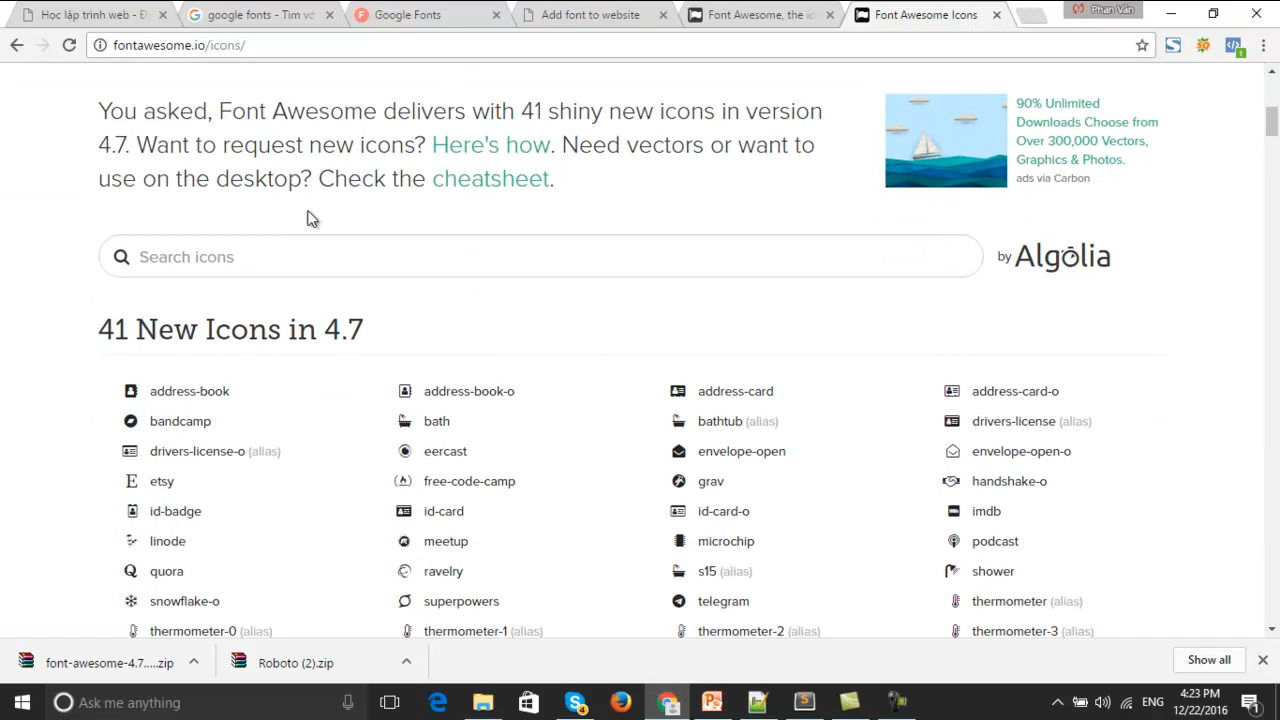 Học lập trình web - Đ
google fonts - Tìm vớ
Google Fonts
Add font to website
Font Awesome, the ic
Font Awesome Icons
Phan Văn
fontawesome.io/icons/
You asked, Font Awesome delivers with 41 shiny new icons in version
4.7. Want to request new icons? Here's how. Need vectors or want to
use on the desktop? Check the cheatsheet.
90% Unlimited
Downloads Choose from
Over 300,000 Vectors,
Graphics & Photos.
ads via Carbon
Search icons
by Algolia
41 New Icons in 4.7
address-book address-book-o address-card address-card-o
bandcamp bath bathtub (alias) drivers-license (alias)
drivers-license-o (alias) eercast envelope-open envelope-open-o
etsy free-code-camp grav handshake-o
id-badge id-card id-card-o imdb
linode meetup microchip podcast
quora ravelry s15 (alias) shower
snowflake-o superpowers telegram thermometer (alias)
thermometer-0 (alias) thermometer-1 (alias) thermometer-2 (alias) thermometer-3 (alias)
font-awesome-4.7.....zip
Roboto (2).zip
Show all
Ask me anything
ENG
4:23 PM
12/22/2016